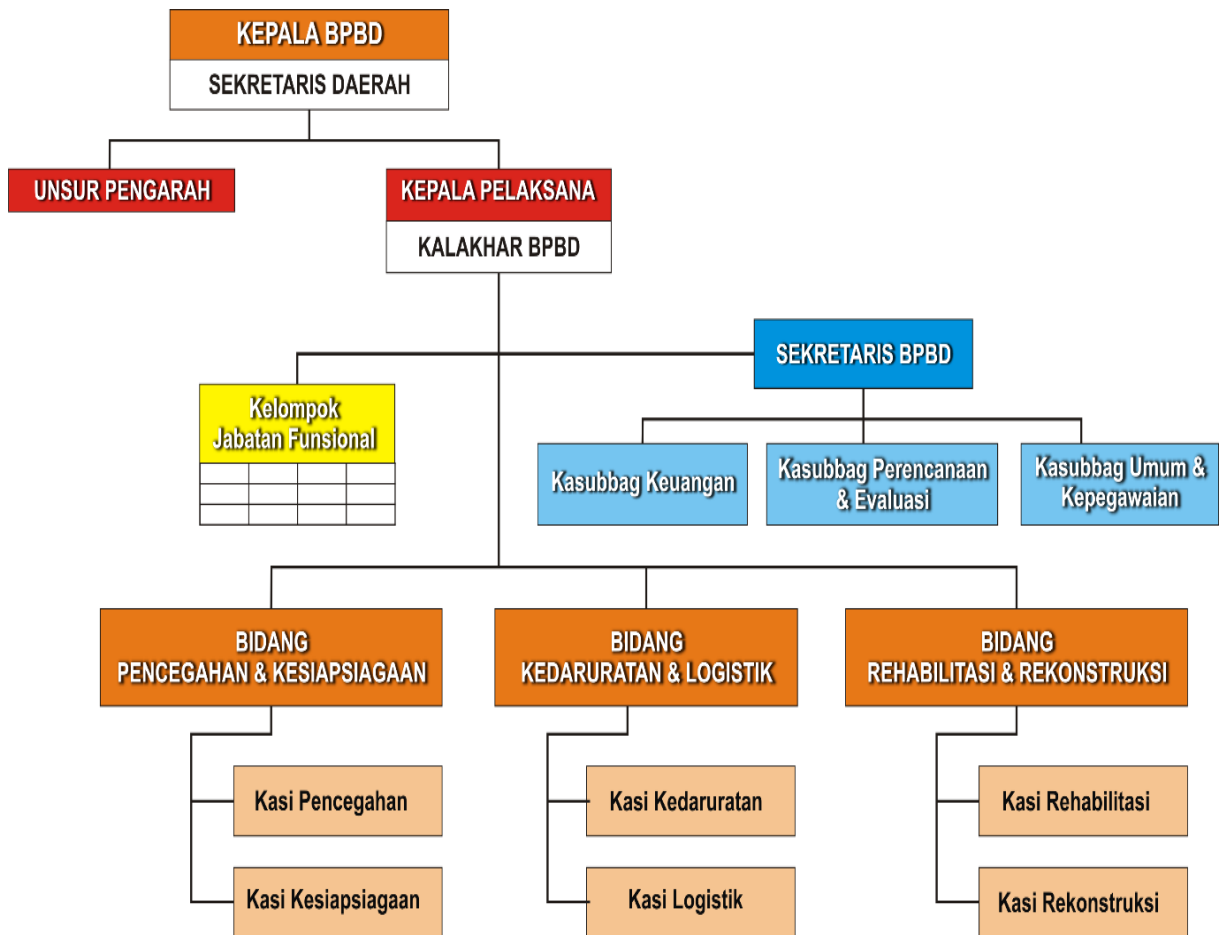 KEPALA BPBD
SEKRETARIS DAERAH
UNSUR PENGARAH
KEPALA PELAKSANA
KALAKHAR BPBD
SEKRETARIS BPBD
Kelompok
Jabatan Funsional
Kasubbag Keuangan
Kasubbag Perencanaan
& Evaluasi
Kasubbag Umum &
Kepegawaian
BIDANG
PENCEGAHAN & KESIAPSIAGAAN
BIDANG
KEDARURATAN & LOGISTIK
BIDANG
REHABILITASI & REKONSTRUKSI
Kasi Pencegahan
Kasi Kedaruratan
Kasi Rehabilitasi
Kasi Kesiapsiagaan
Kasi Logistik
Kasi Rekonstruksi